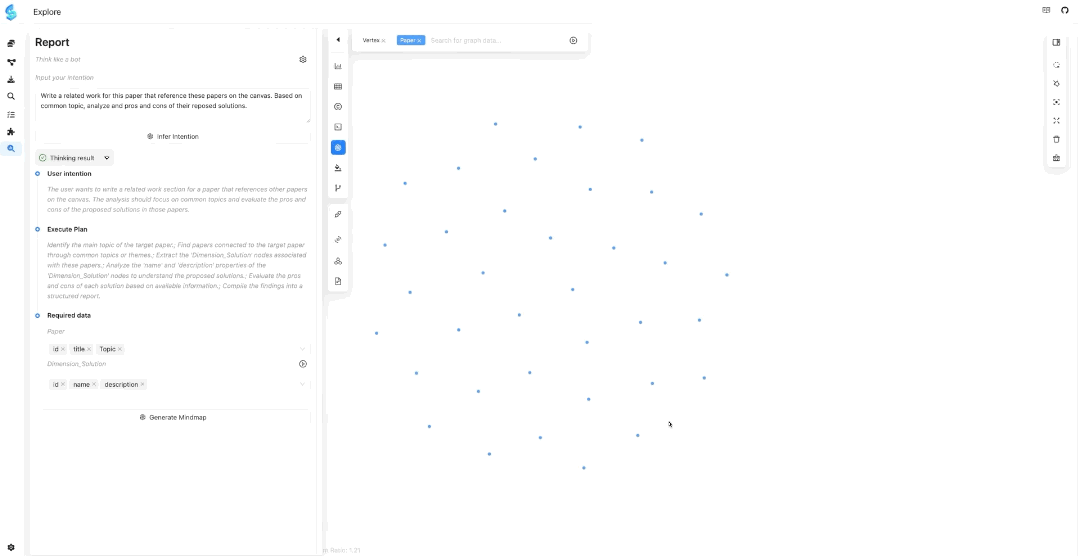 Explore
Report
Think like a bot
Input your intention
Write a related work for this paper that reference these papers on the canvas. Based on
common topic, analyze and pros and cons of their reposed solutions.
Infer Intention
Thinking result
User intention
The user wants to write a related work section for a paper that references other papers
on the canvas. The analysis should focus on common topics and evaluate the pros and
cons of the proposed solutions in those papers.
Execute Plan
Identify the main topic of the target paper.; Find papers connected to the target paper
through common topics or themes.; Extract the 'Dimension_Solution' nodes associated
with these papers.; Analyze the 'name' and 'description' properties of the
'Dimension_Solution' nodes to understand the proposed solutions.; Evaluate the pros
and cons of each solution based on available information.; Compile the findings into a
structured report.
Required data
Paper
id × title × Topic ×
Dimension_Solution
id × name × description ×
Generate Mindmap
Vertex × Paper × Search for graph data...
1.21